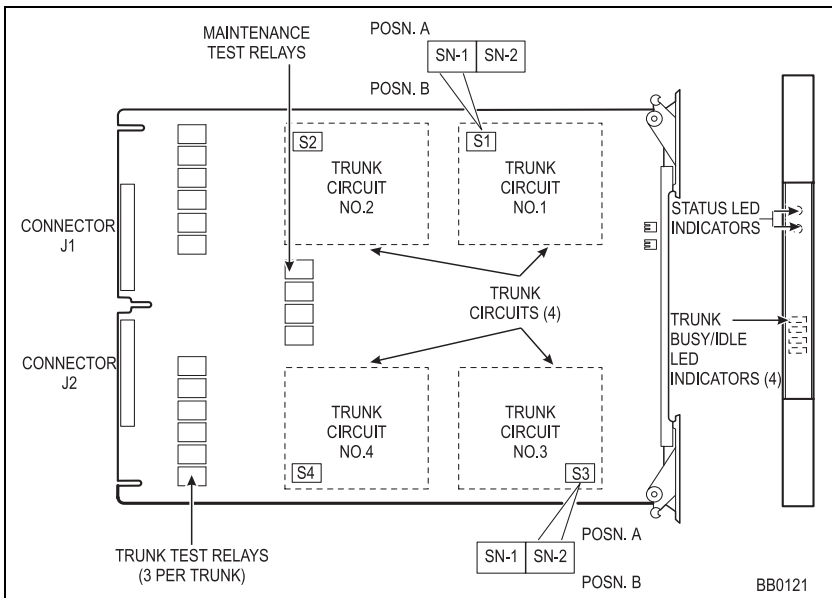 MAINTENANCE
TEST RELAYS
POSN. A
SN-1 SN-2
POSN. B
S2
TRUNK
CIRCUIT
NO.2
S1
TRUNK
CIRCUIT
NO.1
CONNECTOR
J1
STATUS LED
INDICATORS
TRUNK
CIRCUITS (4)
TRUNK
BUSY/IDLE
LED
INDICATORS (4)
CONNECTOR
J2
TRUNK
CIRCUIT
NO.4
S4
TRUNK
CIRCUIT
NO.3
S3
TRUNK TEST RELAYS
(3 PER TRUNK)
POSN. A
SN-1 SN-2
POSN. B
BB0121